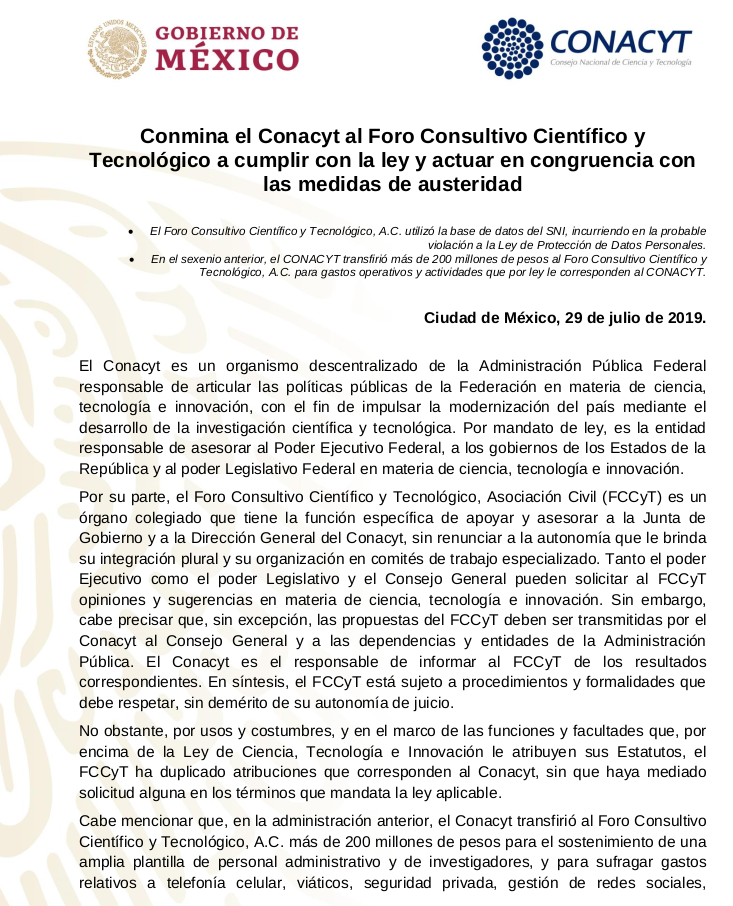 GOBIERNO DE
MÉXICO
ESTADOS UNIDOS MEXICANOS
CONACYT
Consejo Nacional de Ciencia y Tecnología
Conmina el Conacyt al Foro Consultivo Científico y
Tecnológico a cumplir con la ley y actuar en congruencia con
las medidas de austeridad
• El Foro Consultivo Científico y Tecnológico, A.C. utilizó la base de datos del SNI, incurriendo en la probable
violación a la Ley de Protección de Datos Personales.
• En el sexenio anterior, el CONACYT transfirió más de 200 millones de pesos al Foro Consultivo Científico y
Tecnológico, A.C. para gastos operativos y actividades que por ley le corresponden al CONACYT.
Ciudad de México, 29 de julio de 2019.
El Conacyt es un organismo descentralizado de la Administración Pública Federal
responsable de articular las políticas públicas de la Federación en materia de ciencia,
tecnología e innovación, con el fin de impulsar la modernización del país mediante el
desarrollo de la investigación científica y tecnológica. Por mandato de ley, es la entidad
responsable de asesorar al Poder Ejecutivo Federal, a los gobiernos de los Estados de la
República y al poder Legislativo Federal en materia de ciencia, tecnología e innovación.
Por su parte, el Foro Consultivo Científico y Tecnológico, Asociación Civil (FCCyT) es un
órgano colegiado que tiene la función específica de apoyar y asesorar a la Junta de
Gobierno y a la Dirección General del Conacyt, sin renunciar a la autonomía que le brinda
su integración plural y su organización en comités de trabajo especializado. Tanto el poder
Ejecutivo como el poder Legislativo y el Consejo General pueden solicitar al FCCyT
opiniones y sugerencias en materia de ciencia, tecnología e innovación. Sin embargo,
cabe precisar que, sin excepción, las propuestas del FCCyT deben ser transmitidas por el
Conacyt al Consejo General y a las dependencias y entidades de la Administración
Pública. El Conacyt es el responsable de informar al FCCyT de los resultados
correspondientes. En síntesis, el FCCyT está sujeto a procedimientos y formalidades que
debe respetar, sin demérito de su autonomía de juicio.
No obstante, por usos y costumbres, y en el marco de las funciones y facultades que, por
encima de la Ley de Ciencia, Tecnología e Innovación le atribuyen sus Estatutos, el
FCCyT ha duplicado atribuciones que corresponden al Conacyt, sin que haya mediado
solicitud alguna en los términos que mandata la ley aplicable.
Cabe mencionar que, en la administración anterior, el Conacyt transfirió al Foro Consultivo
Científico y Tecnológico, A.C. más de 200 millones de pesos para el sostenimiento de una
amplia plantilla de personal administrativo y de investigadores, y para sufragar gastos
relativos a telefonía celular, viáticos, seguridad privada, gestión de redes sociales,